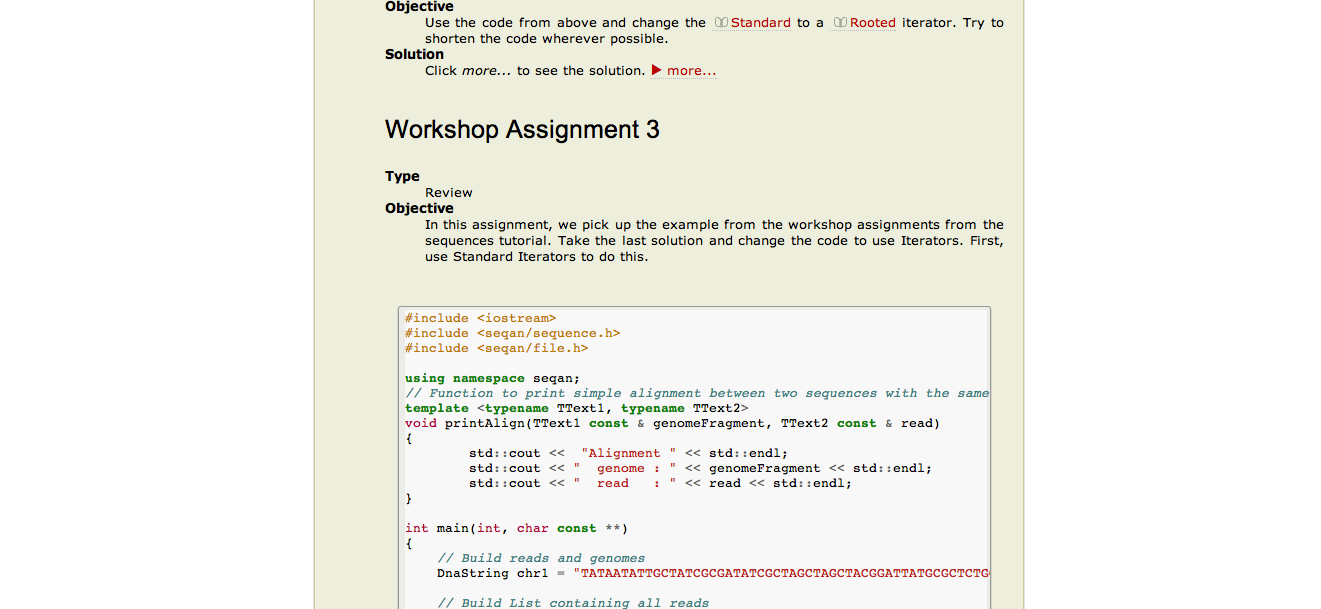 Objective
Use the code from above and change the Standard to a Rooted iterator. Try to
shorten the code wherever possible.
Solution
Click more... to see the solution. ▶ more...
Workshop Assignment 3
Type
Review
Objective
In this assignment, we pick up the example from the workshop assignments from the
sequences tutorial. Take the last solution and change the code to use Iterators. First,
use Standard Iterators to do this.
#include <iostream>
#include <seqan/sequence.h>
#include <seqan/file.h>
using namespace seqan;
// Function to print simple alignment between two sequences with the same
template <typename TText1, typename TText2>
void printAlign(TText1 const & genomeFragment, TText2 const & read)
{
std::cout <<  "Alignment " << std::endl;
std::cout << "  genome : " << genomeFragment << std::endl;
std::cout << "  read   : " << read << std::endl;
}
int main(int, char const **)
{
// Build reads and genomes
DnaString chr1 = "TATAATATTGCTATCGCGATATCGCTAGCTAGCTACGGATTATGCGCTCTG
// Build List containing all reads